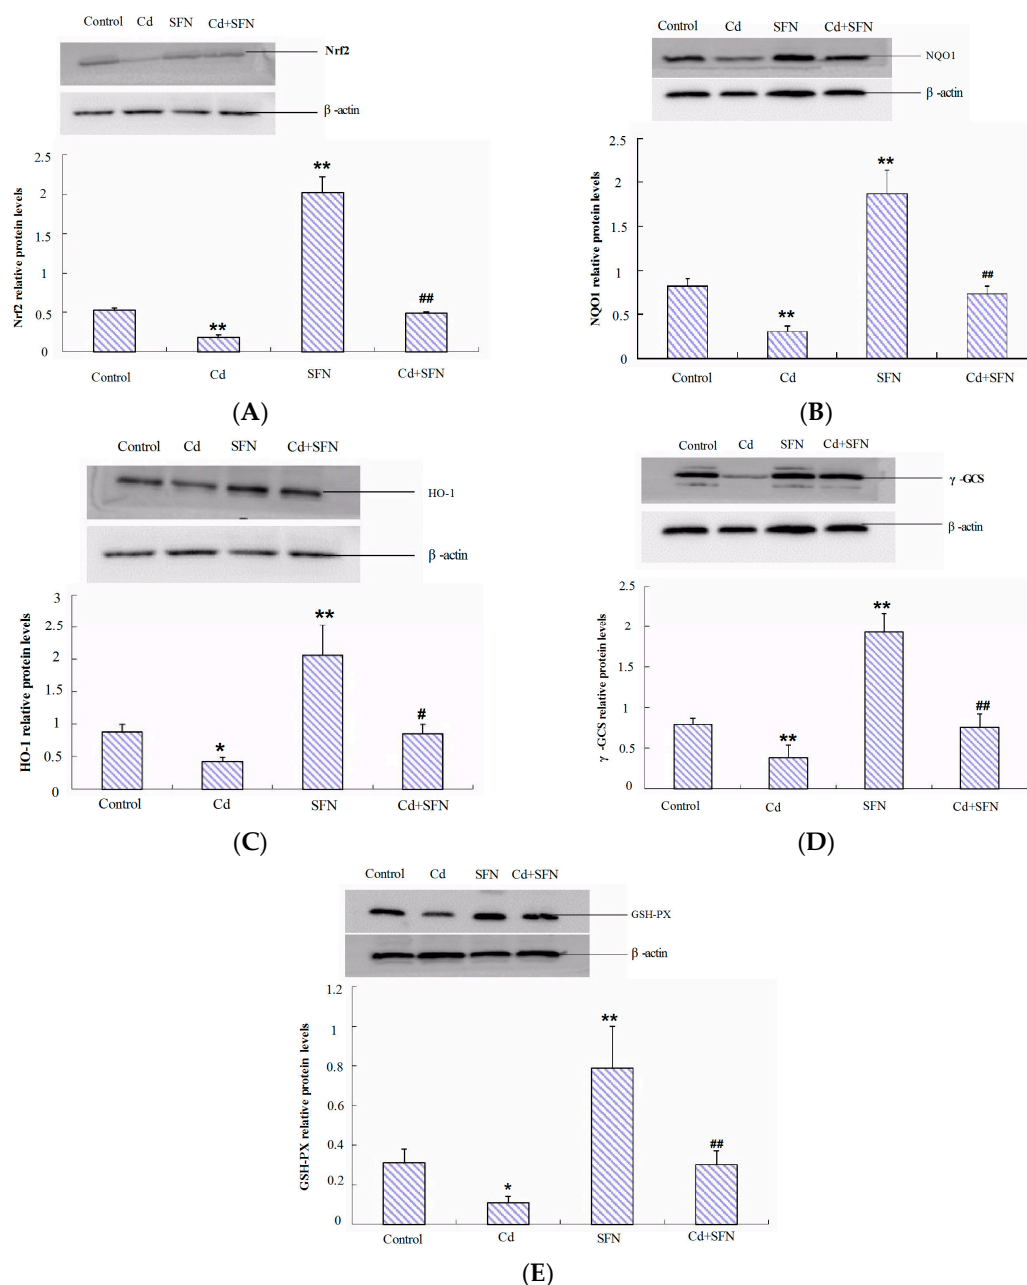 Control Cd SFN Cd+SFN
Nrf2
β -actin
Nrf2 relative protein levels
2.5
2
1.5
1
0.5
0
**
**
##
Control Cd SFN Cd+SFN
(A)
Control Cd SFN Cd+SFN
NQO1
β -actin
NQO1 relative protein levels
2.5
2
1.5
1
0.5
0
**
**
##
Control Cd SFN Cd+SFN
(B)
Control Cd SFN Cd+SFN
HO-1
β -actin
HO-1 relative protein levels
3
2.5
2
1.5
1
0.5
0
*
**
#
Control Cd SFN Cd+SFN
(C)
Control Cd SFN Cd+SFN
γ -GCS
β -actin
γ -GCS relative protein levels
2.5
2
1.5
1
0.5
0
**
**
##
Control Cd SFN Cd+SFN
(D)
Control Cd SFN Cd+SFN
GSH-PX
β -actin
GSH-PX relative protein levels
1.2
1
0.8
0.6
0.4
0.2
0
*
**
##
Control Cd SFN Cd+SFN
(E)